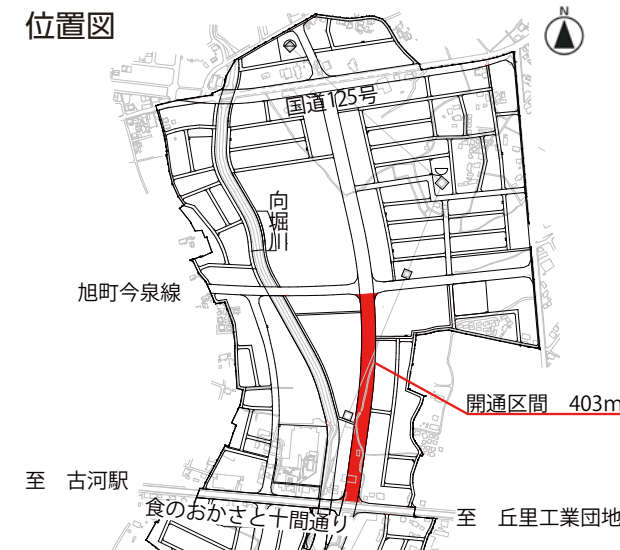 位置図
N
国道125号
向堀川
旭町今泉線
開通区間 403m
至 古河駅
食のおかさと十間通り
至 丘里工業団地